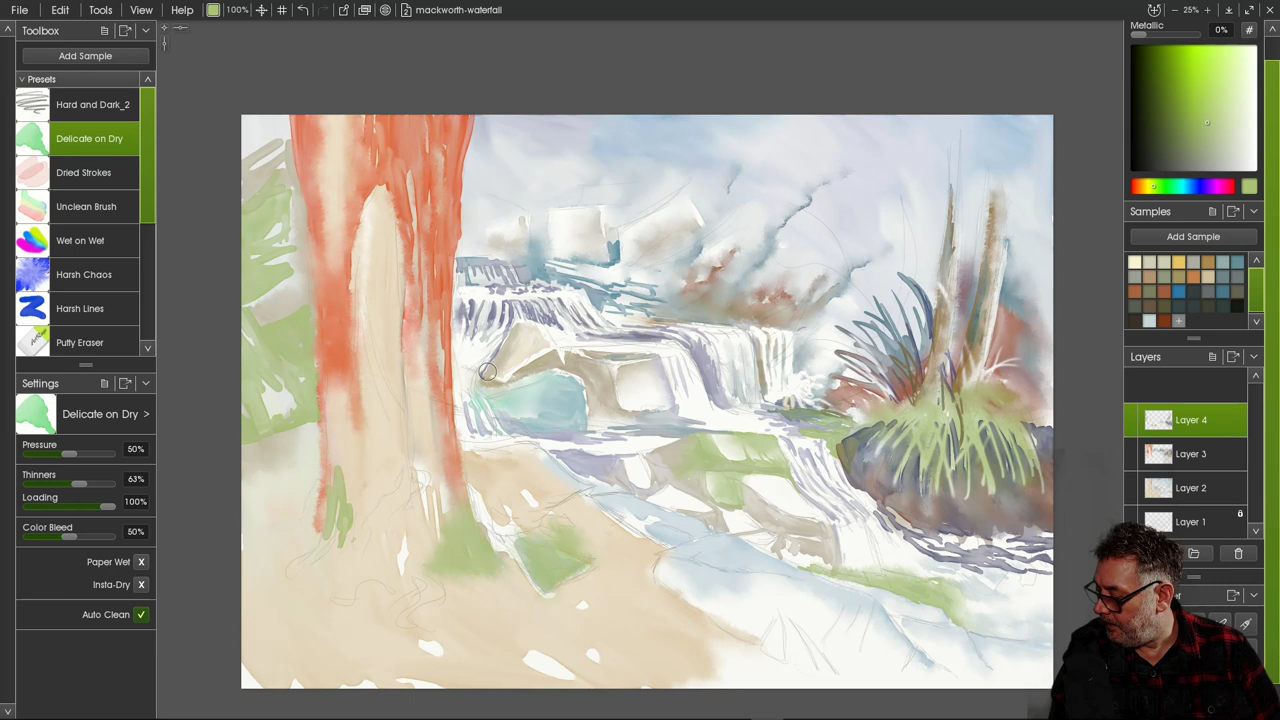 File Edit Tools View Help 100% 2 mackworth-waterfall − 25% +
Toolbox
Add Sample
Presets
Hard and Dark_2
Delicate on Dry
Dried Strokes
Unclean Brush
Wet on Wet
Harsh Chaos
Harsh Lines
Putty Eraser
Settings
Delicate on Dry >
Pressure
50%
Thinners
63%
Loading
100%
Color Bleed
50%
Paper Wet X
Insta-Dry X
Auto Clean
Metallic
0% #
Samples
Add Sample
Layers
Layer 4
Layer 3
Layer 2
Layer 1